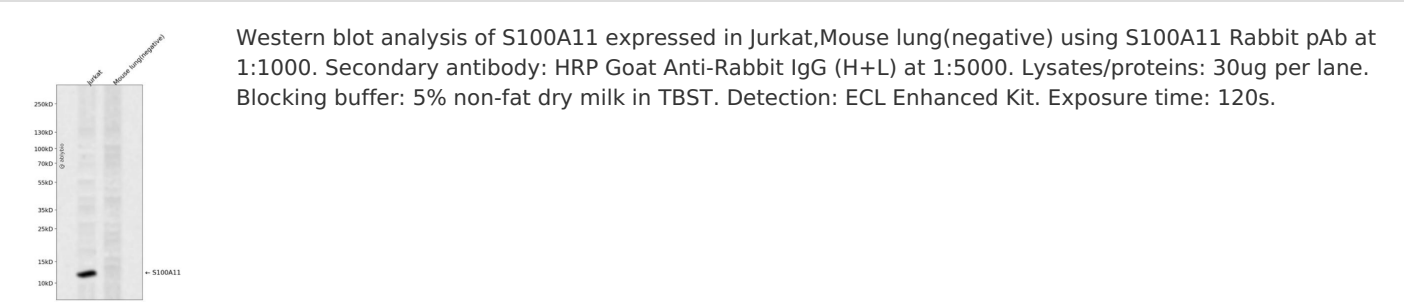 Jurkat
Mouse lung(negative)
Western blot analysis of S100A11 expressed in Jurkat,Mouse lung(negative) using S100A11 Rabbit pAb at
1:1000. Secondary antibody: HRP Goat Anti-Rabbit IgG (H+L) at 1:5000. Lysates/proteins: 30ug per lane.
Blocking buffer: 5% non-fat dry milk in TBST. Detection: ECL Enhanced Kit. Exposure time: 120s.
250kD
130kD
100kD
70kD
55kD
35kD
25kD
15kD
10kD
← S100A11